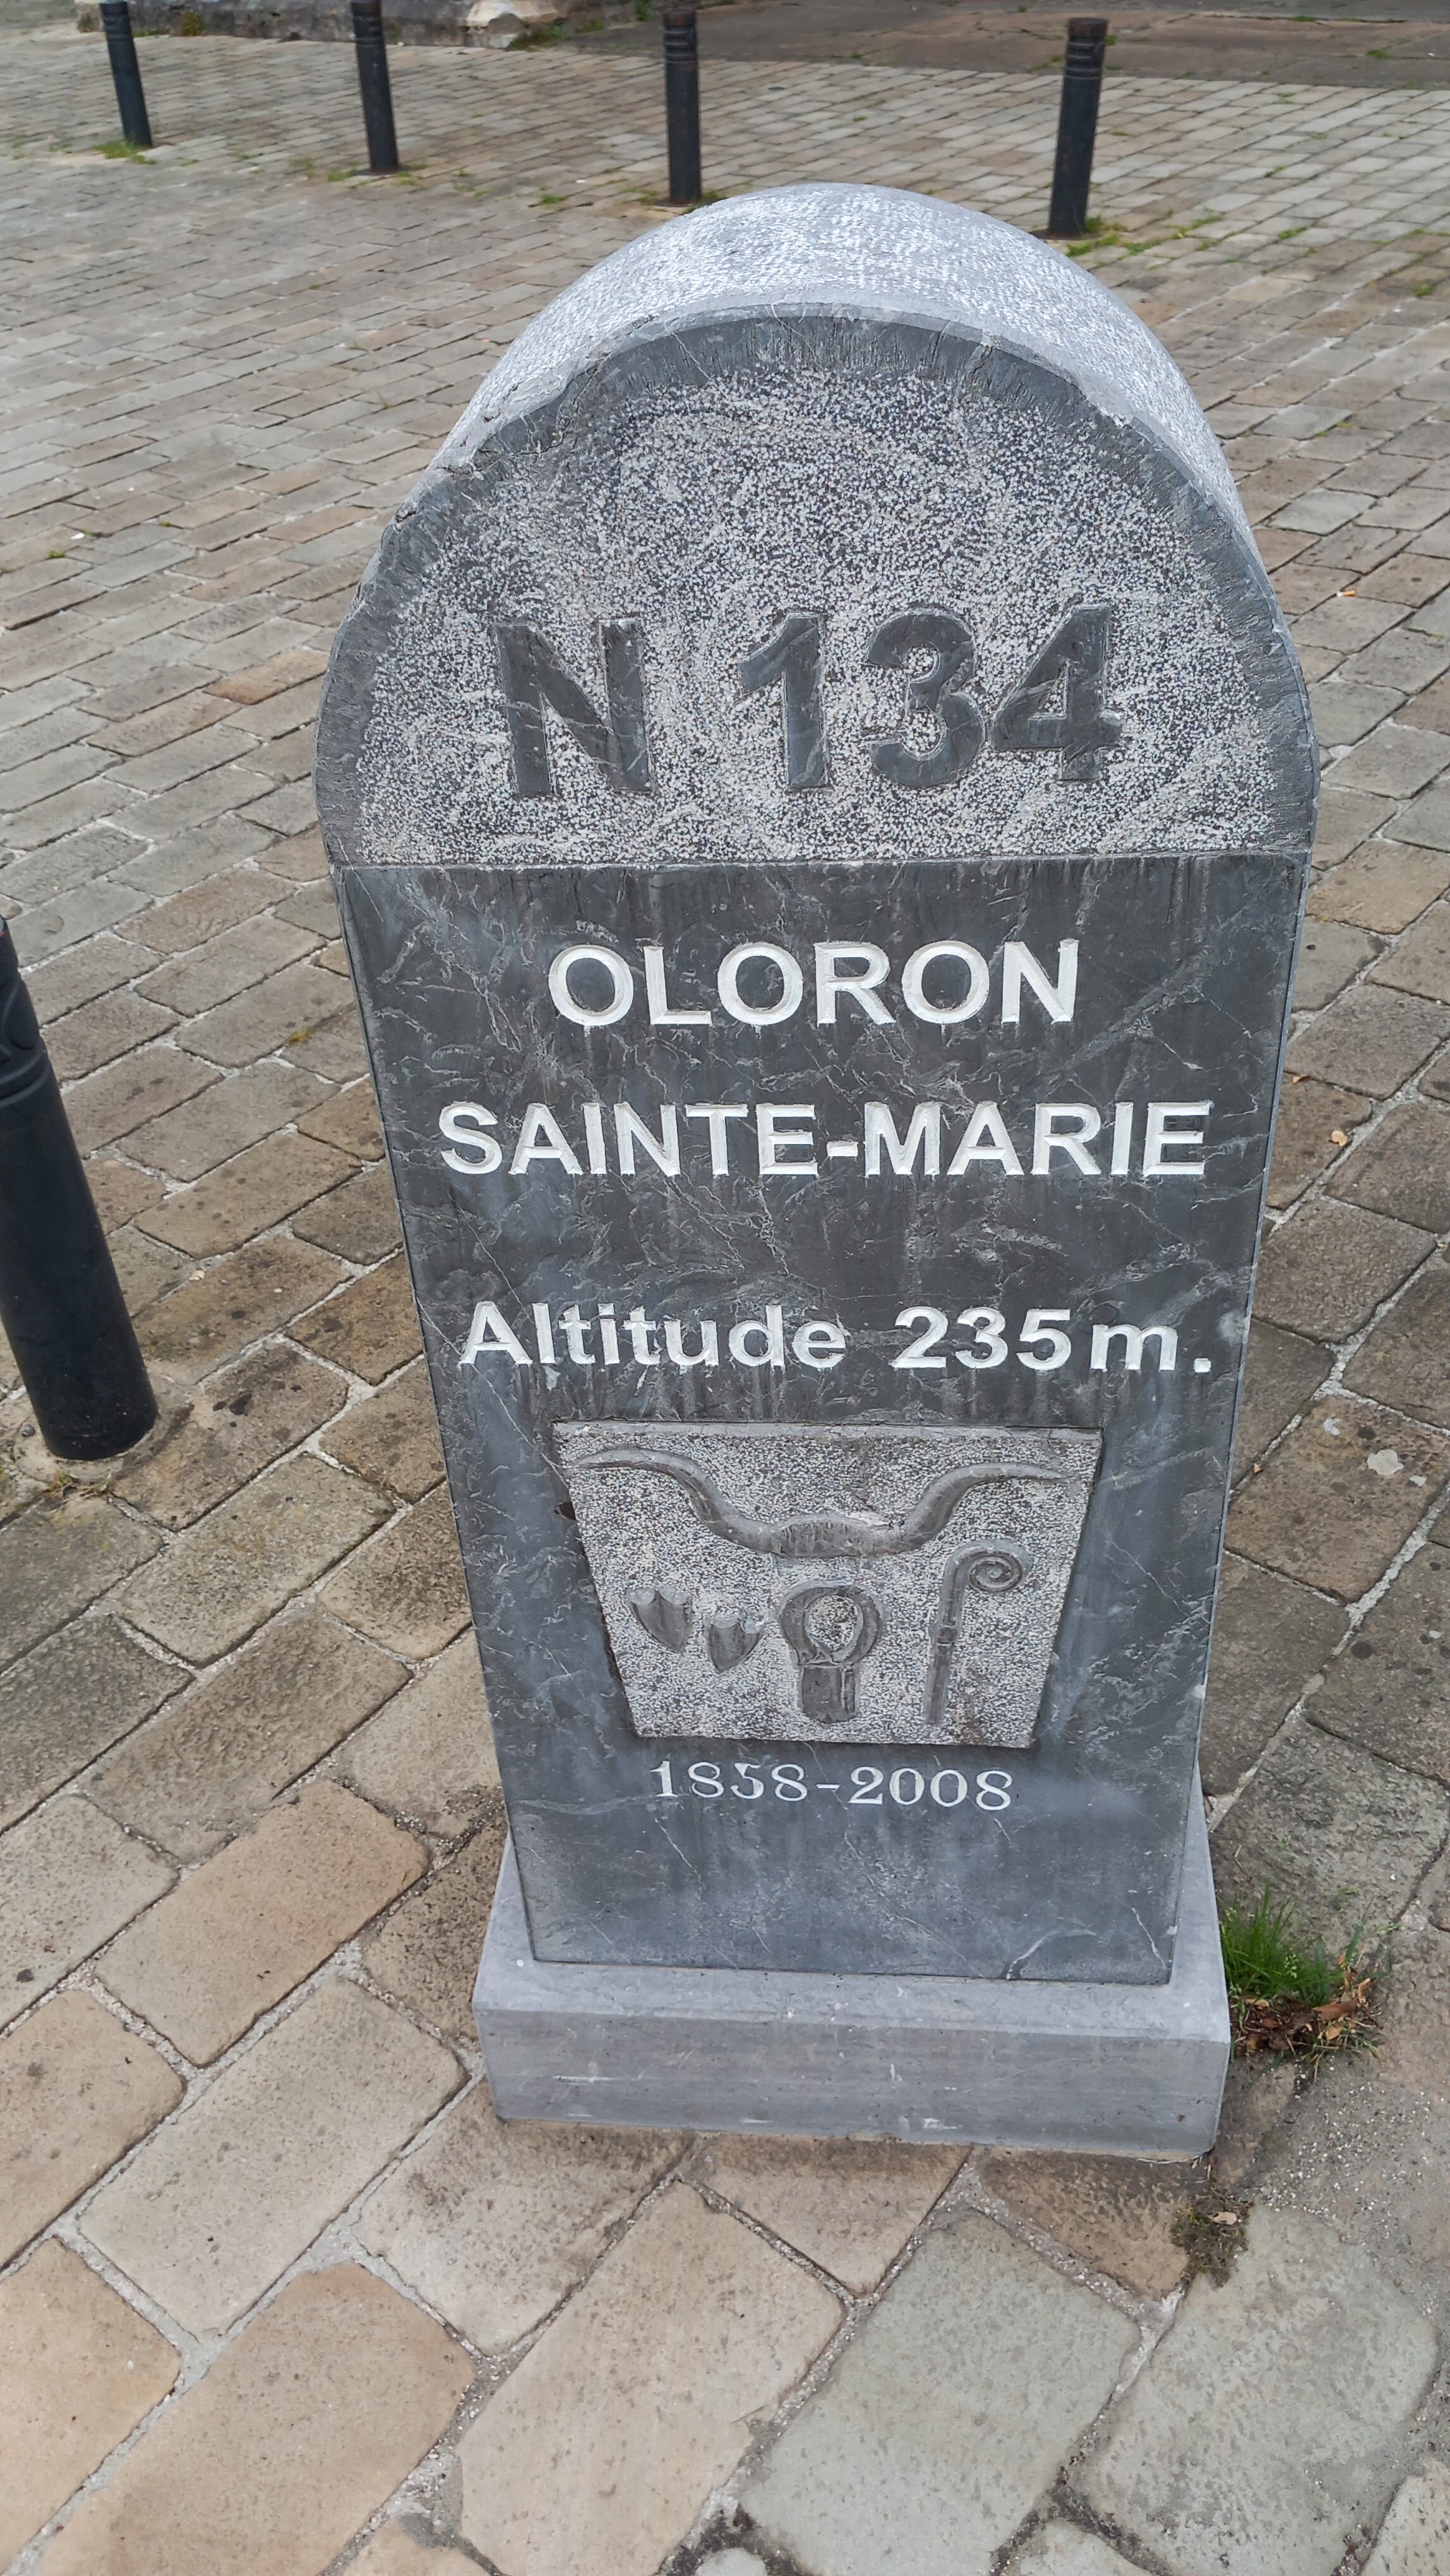 N 134
OLORON
SAINTE-MARIE
Altitude 235m.
1858-2008